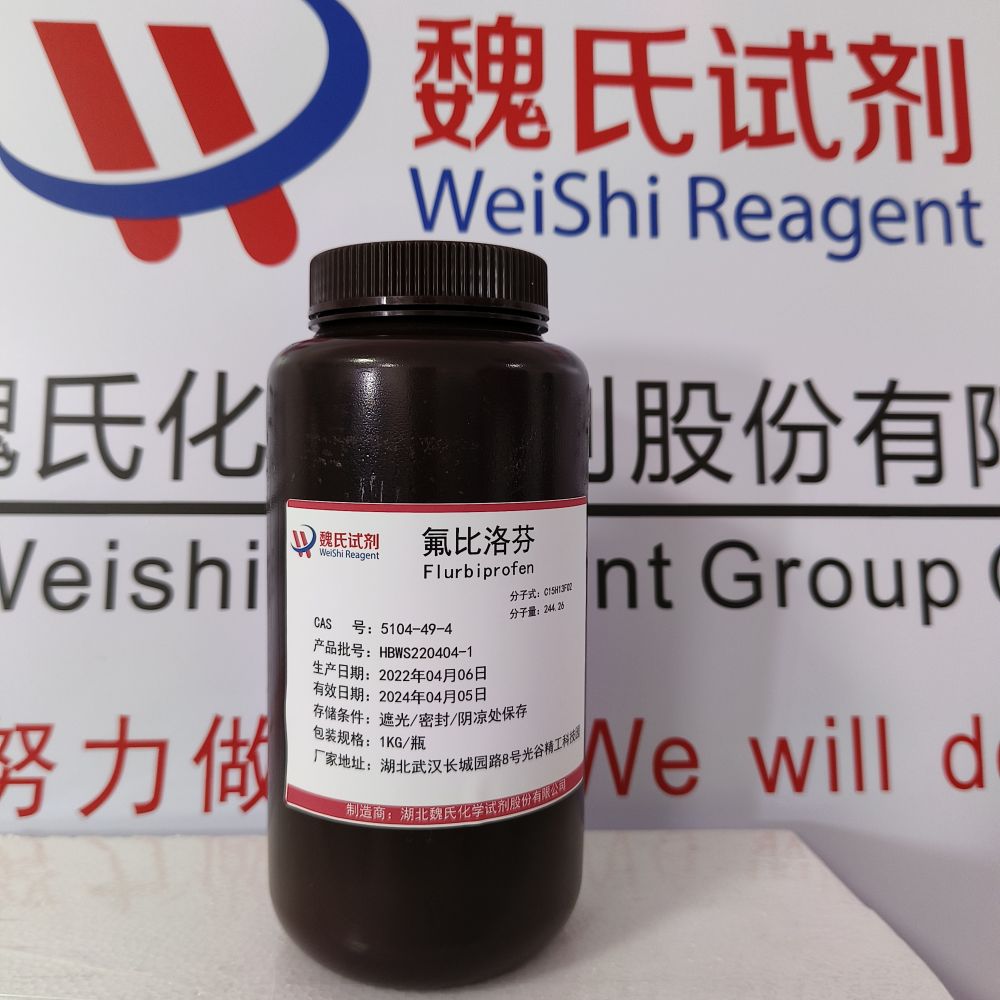 魏氏试剂
WeiShi Reagent
氏化
剂股份有限
Weishi
nt Group
努力做
We will d
魏氏试剂
WeiShi Reagent
氟比洛芬
Flurbiprofen
分子式：C15H13FO2
分子量：244.26
CAS 号：5104-49-4
产品批号：HBWS220404-1
生产日期：2022年04月06日
有效日期：2024年04月05日
存储条件：遮光/密封/阴凉处保存
包装规格：1KG/瓶
厂家地址：湖北武汉长城园路8号光谷精工科技园
制造商：湖北魏氏化学试剂股份有限公司